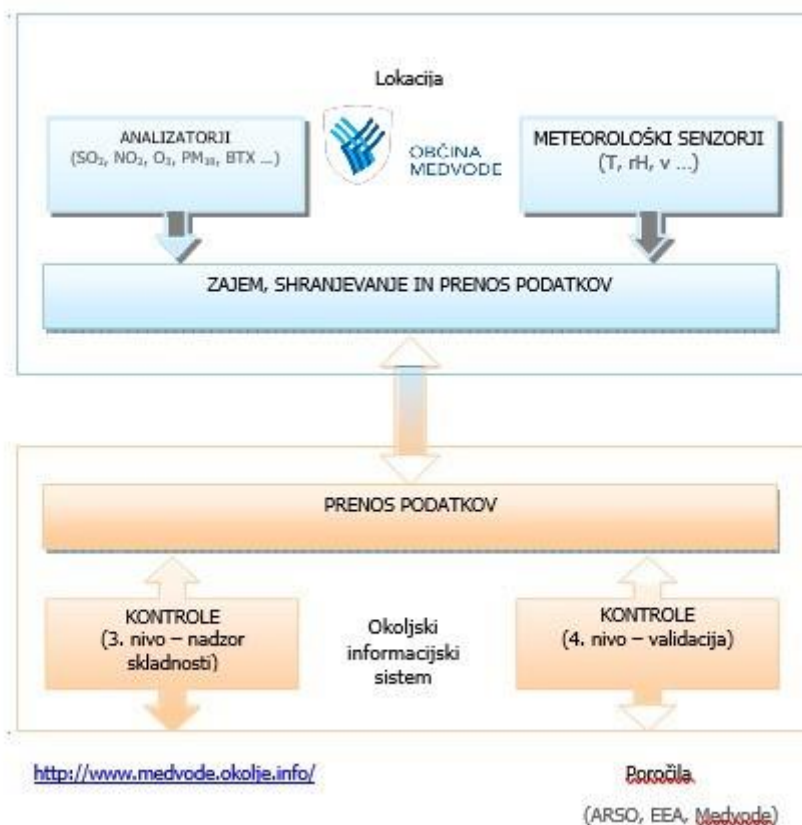 Lokacija
ANALIZATORJI
(SO₂, NO₂, O₃, PM₁₀, BTX ...)
OBČINA
MEDVODE
METEOROLOŠKI SENZORJI
(T, rH, v ...)
ZAJEM, SHRANJEVANJE IN PRENOS PODATKOV
PRENOS PODATKOV
KONTROLE
(3. nivo – nadzor
skladnosti)
Okoljski
informacijski
sistem
KONTROLE
(4. nivo – validacija)
http://www.medvode.okolje.info/
Poročila
(ARSO, EEA, Medvode)